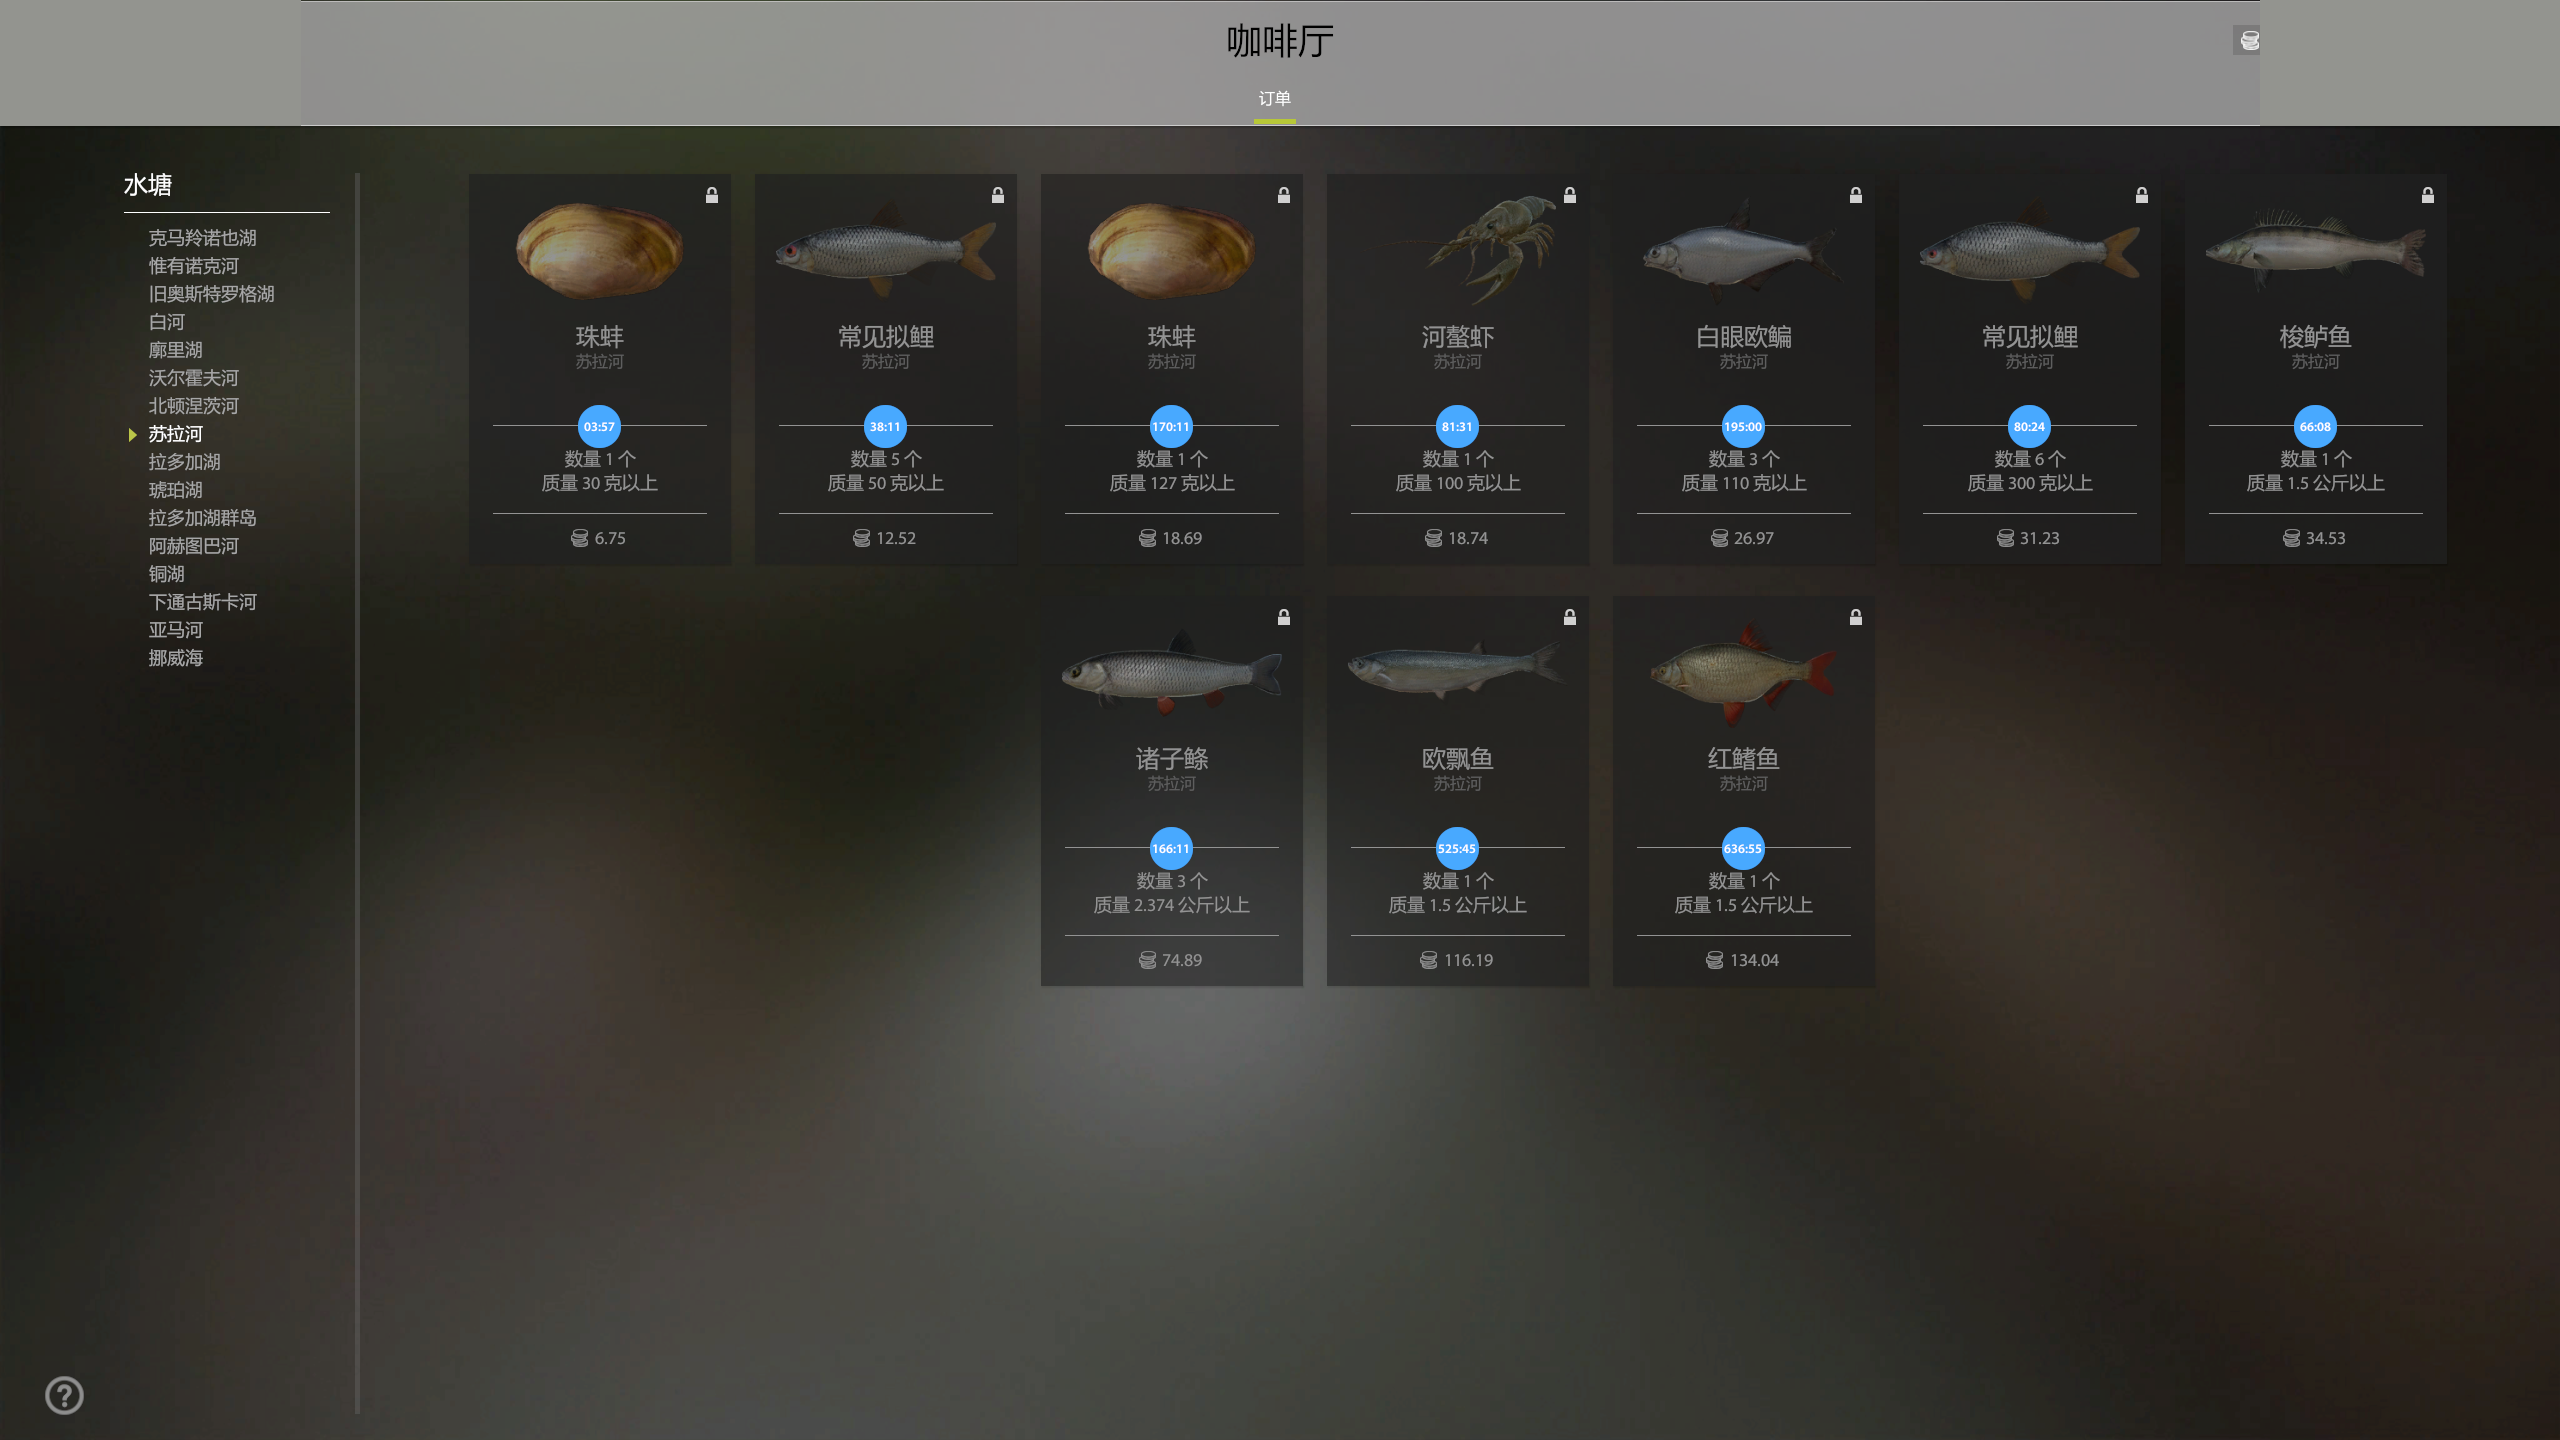 咖啡厅
订单
水塘
克马羚诺也湖
惟有诺克河
旧奥斯特罗格湖
白河
廓里湖
沃尔霍夫河
北顿涅茨河
苏拉河
拉多加湖
琥珀湖
拉多加湖群岛
阿赫图巴河
铜湖
下通古斯卡河
亚马河
挪威海
珠蚌
苏拉河
03:57
数量 1 个
质量 30 克以上
6.75
常见拟鲤
苏拉河
38:11
数量 5 个
质量 50 克以上
12.52
珠蚌
苏拉河
170:11
数量 1 个
质量 127 克以上
18.69
河螯虾
苏拉河
81:31
数量 1 个
质量 100 克以上
18.74
白眼欧鳊
苏拉河
195:00
数量 3 个
质量 110 克以上
26.97
常见拟鲤
苏拉河
80:24
数量 6 个
质量 300 克以上
31.23
梭鲈鱼
苏拉河
66:08
数量 1 个
质量 1.5 公斤以上
34.53
诸子鲦
苏拉河
166:11
数量 3 个
质量 2.374 公斤以上
74.89
欧飘鱼
苏拉河
525:45
数量 1 个
质量 1.5 公斤以上
116.19
红鳍鱼
苏拉河
636:55
数量 1 个
质量 1.5 公斤以上
134.04
?